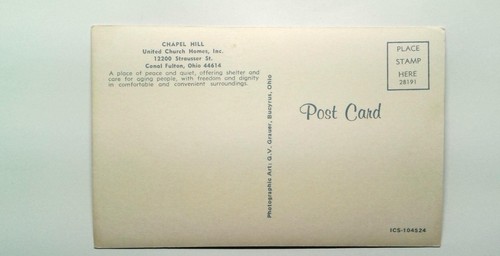 CHAPEL HILL
United Church Homes, Inc.
12200 Strausser St.
Canal Fulton, Ohio 44614
A place of peace and quiet, offering shelter and
care for aging people, with freedom and dignity
in comfortable and convenient surroundings.
Photographic Art: G.V. Grauer, Bucyrus, Ohio
PLACE
STAMP
HERE
28191
Post Card
ICS-104524